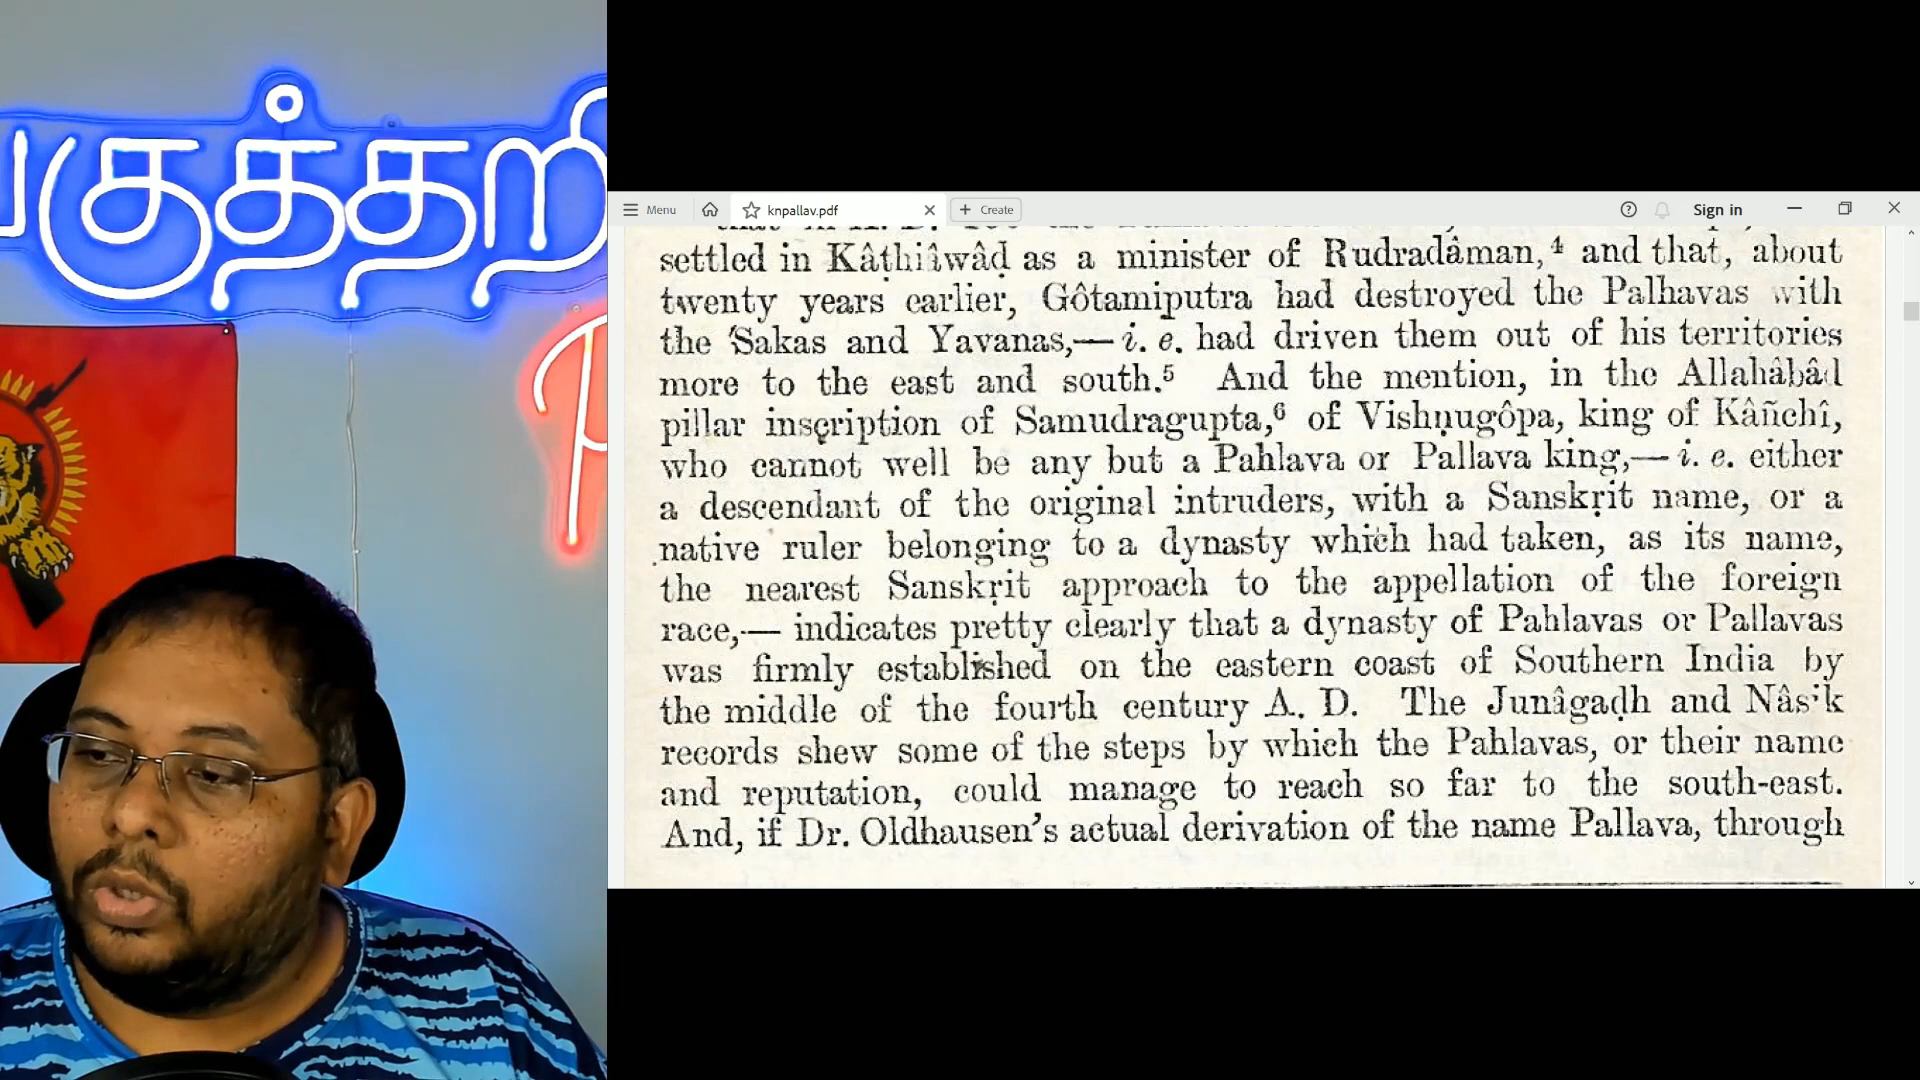 குத்தறி
Menu
knpallav.pdf
Create
Sign in
settled in Kâṭhiâwâḍ as a minister of Rudradâman,⁴ and that, about
twenty years earlier, Gôtamiputra had destroyed the Palhavas with
the Śakas and Yavanas,— i. e. had driven them out of his territories
more to the east and south.⁵ And the mention, in the Allahâbâd
pillar insçription of Samudragupta,⁶ of Vishṇugôpa, king of Kâñchî,
who cannot well be any but a Pahlava or Pallava king,— i. e. either
a descendant of the original intruders, with a Sanskṛit name, or a
native ruler belonging to a dynasty which had taken, as its name,
the nearest Sanskṛit approach to the appellation of the foreign
race,— indicates pretty clearly that a dynasty of Pahlavas or Pallavas
was firmly established on the eastern coast of Southern India by
the middle of the fourth century A. D. The Junâgaḍh and Nâsik
records shew some of the steps by which the Pahlavas, or their name
and reputation, could manage to reach so far to the south-east.
And, if Dr. Oldhausen's actual derivation of the name Pallava, through